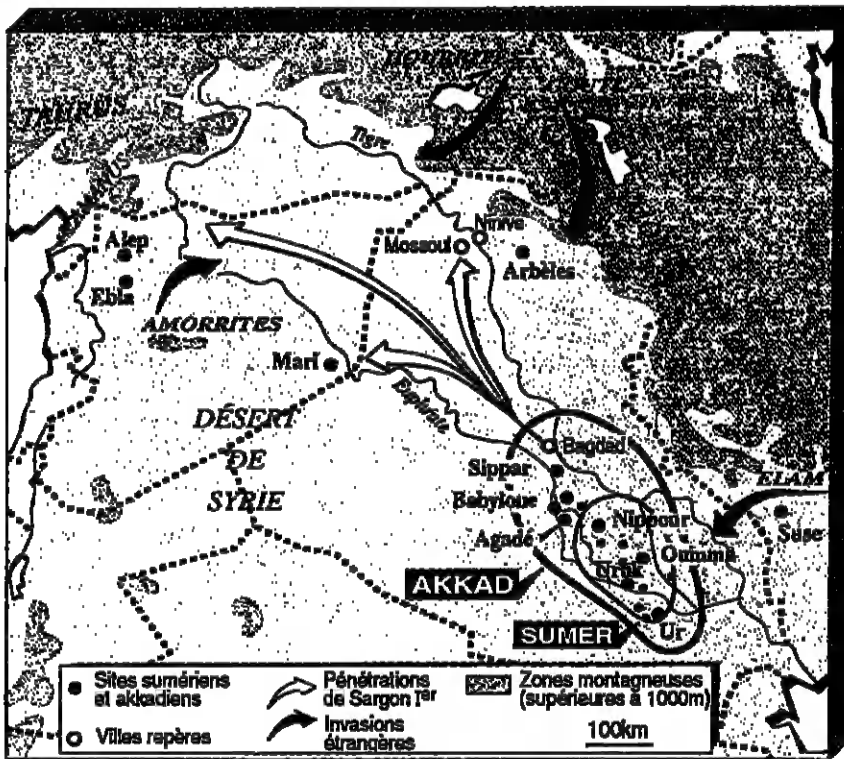 TAURUS
HOURRITES
Tigre
Ninive
Mossoul
Arbèles
Alep
Ebla
AMORRITES
Mari
Euphrate
DÉSERT
DE
SYRIE
Bagdad
Sippar
Babylone
Agadé
Nippour
Oumma
Uruk
Ur
ELAM
Suse
AKKAD
SUMER
Sites sumériens
et akkadiens
Villes repères
Pénétrations
de Sargon Ier
Invasions
étrangères
Zones montagneuses
(supérieures à 1000m)
100km